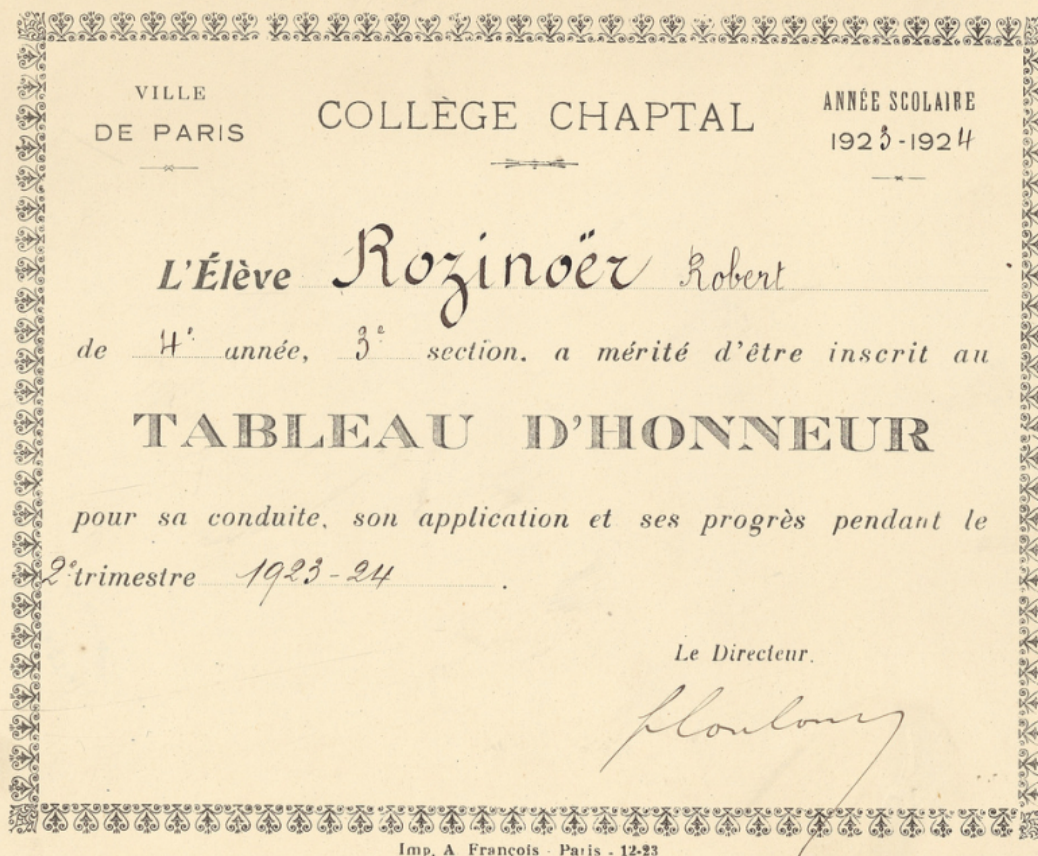 VILLE
DE PARIS
COLLÈGE CHAPTAL
ANNÉE SCOLAIRE
1923-1924
L'Élève Rozinoër Robert
de 4e année, 3e section. a mérité d'être inscrit au
TABLEAU D'HONNEUR
pour sa conduite, son application et ses progrès pendant le
2e trimestre 1923-24.
Le Directeur.
Imp. A. François - Paris - 12-23